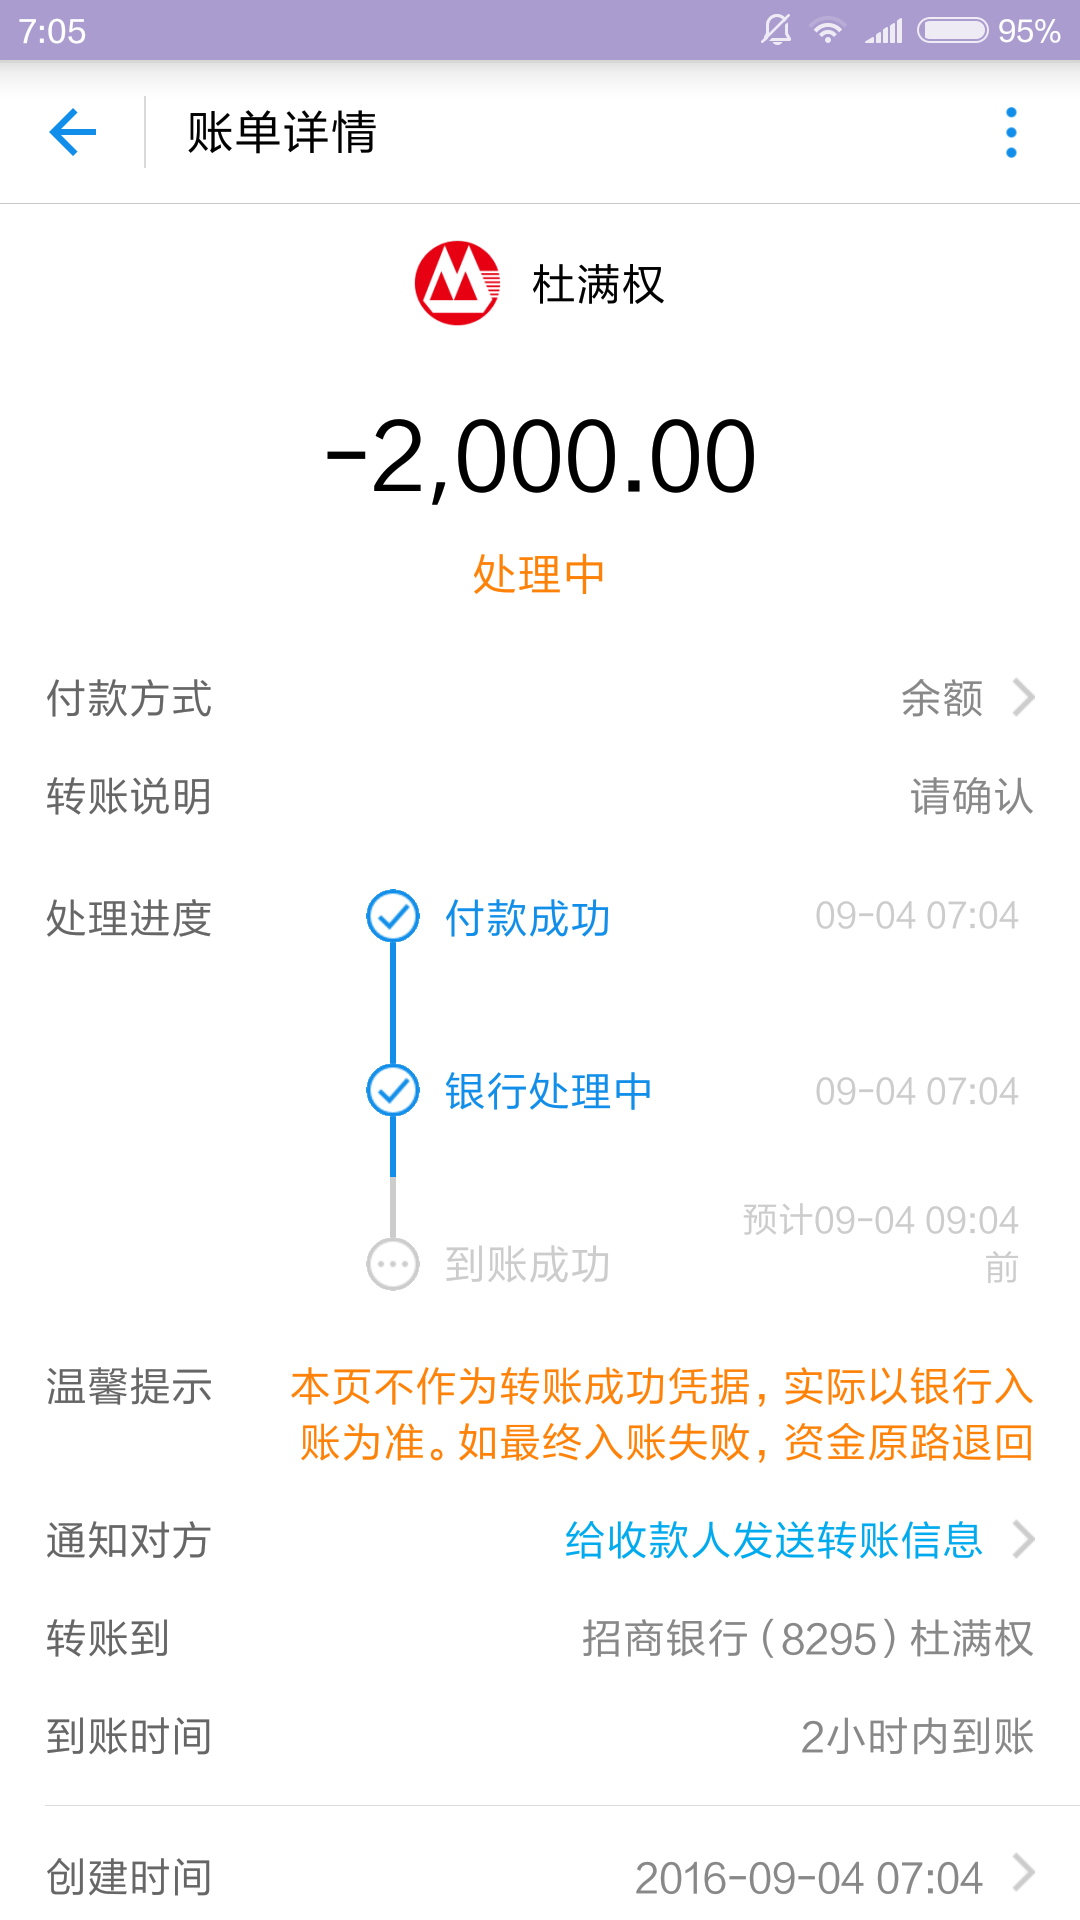 7:05 95%
账单详情
杜满权
-2,000.00
处理中
付款方式 余额
转账说明 请确认
处理进度 付款成功 09-04 07:04
银行处理中 09-04 07:04
预计09-04 09:04
到账成功 前
温馨提示 本页不作为转账成功凭据，实际以银行入
账为准。如最终入账失败，资金原路退回
通知对方 给收款人发送转账信息
转账到 招商银行（8295）杜满权
到账时间 2小时内到账
创建时间 2016-09-04 07:04